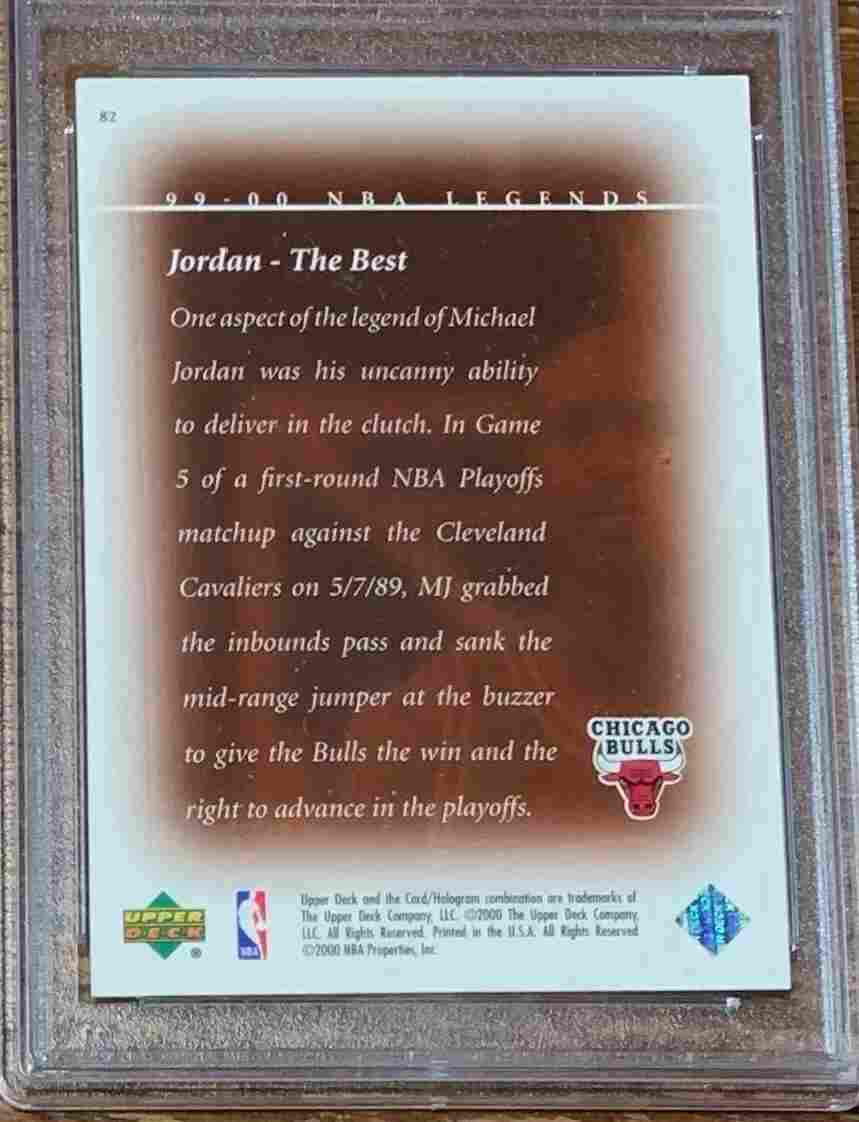 82
99-00 NBA LEGENDS
Jordan - The Best
One aspect of the legend of Michael
Jordan was his uncanny ability
to deliver in the clutch. In Game
5 of a first-round NBA Playoffs
matchup against the Cleveland
Cavaliers on 5/7/89, MJ grabbed
the inbounds pass and sank the
mid-range jumper at the buzzer
to give the Bulls the win and the
right to advance in the playoffs.
CHICAGO
BULLS
UPPER
DECK
®
NBA
Upper Deck and the Card/Hologram combination are trademarks of
The Upper Deck Company, LLC. ©2000 The Upper Deck Company,
LLC. All Rights Reserved. Printed in the U.S.A. All Rights Reserved
©2000 NBA Properties, Inc.